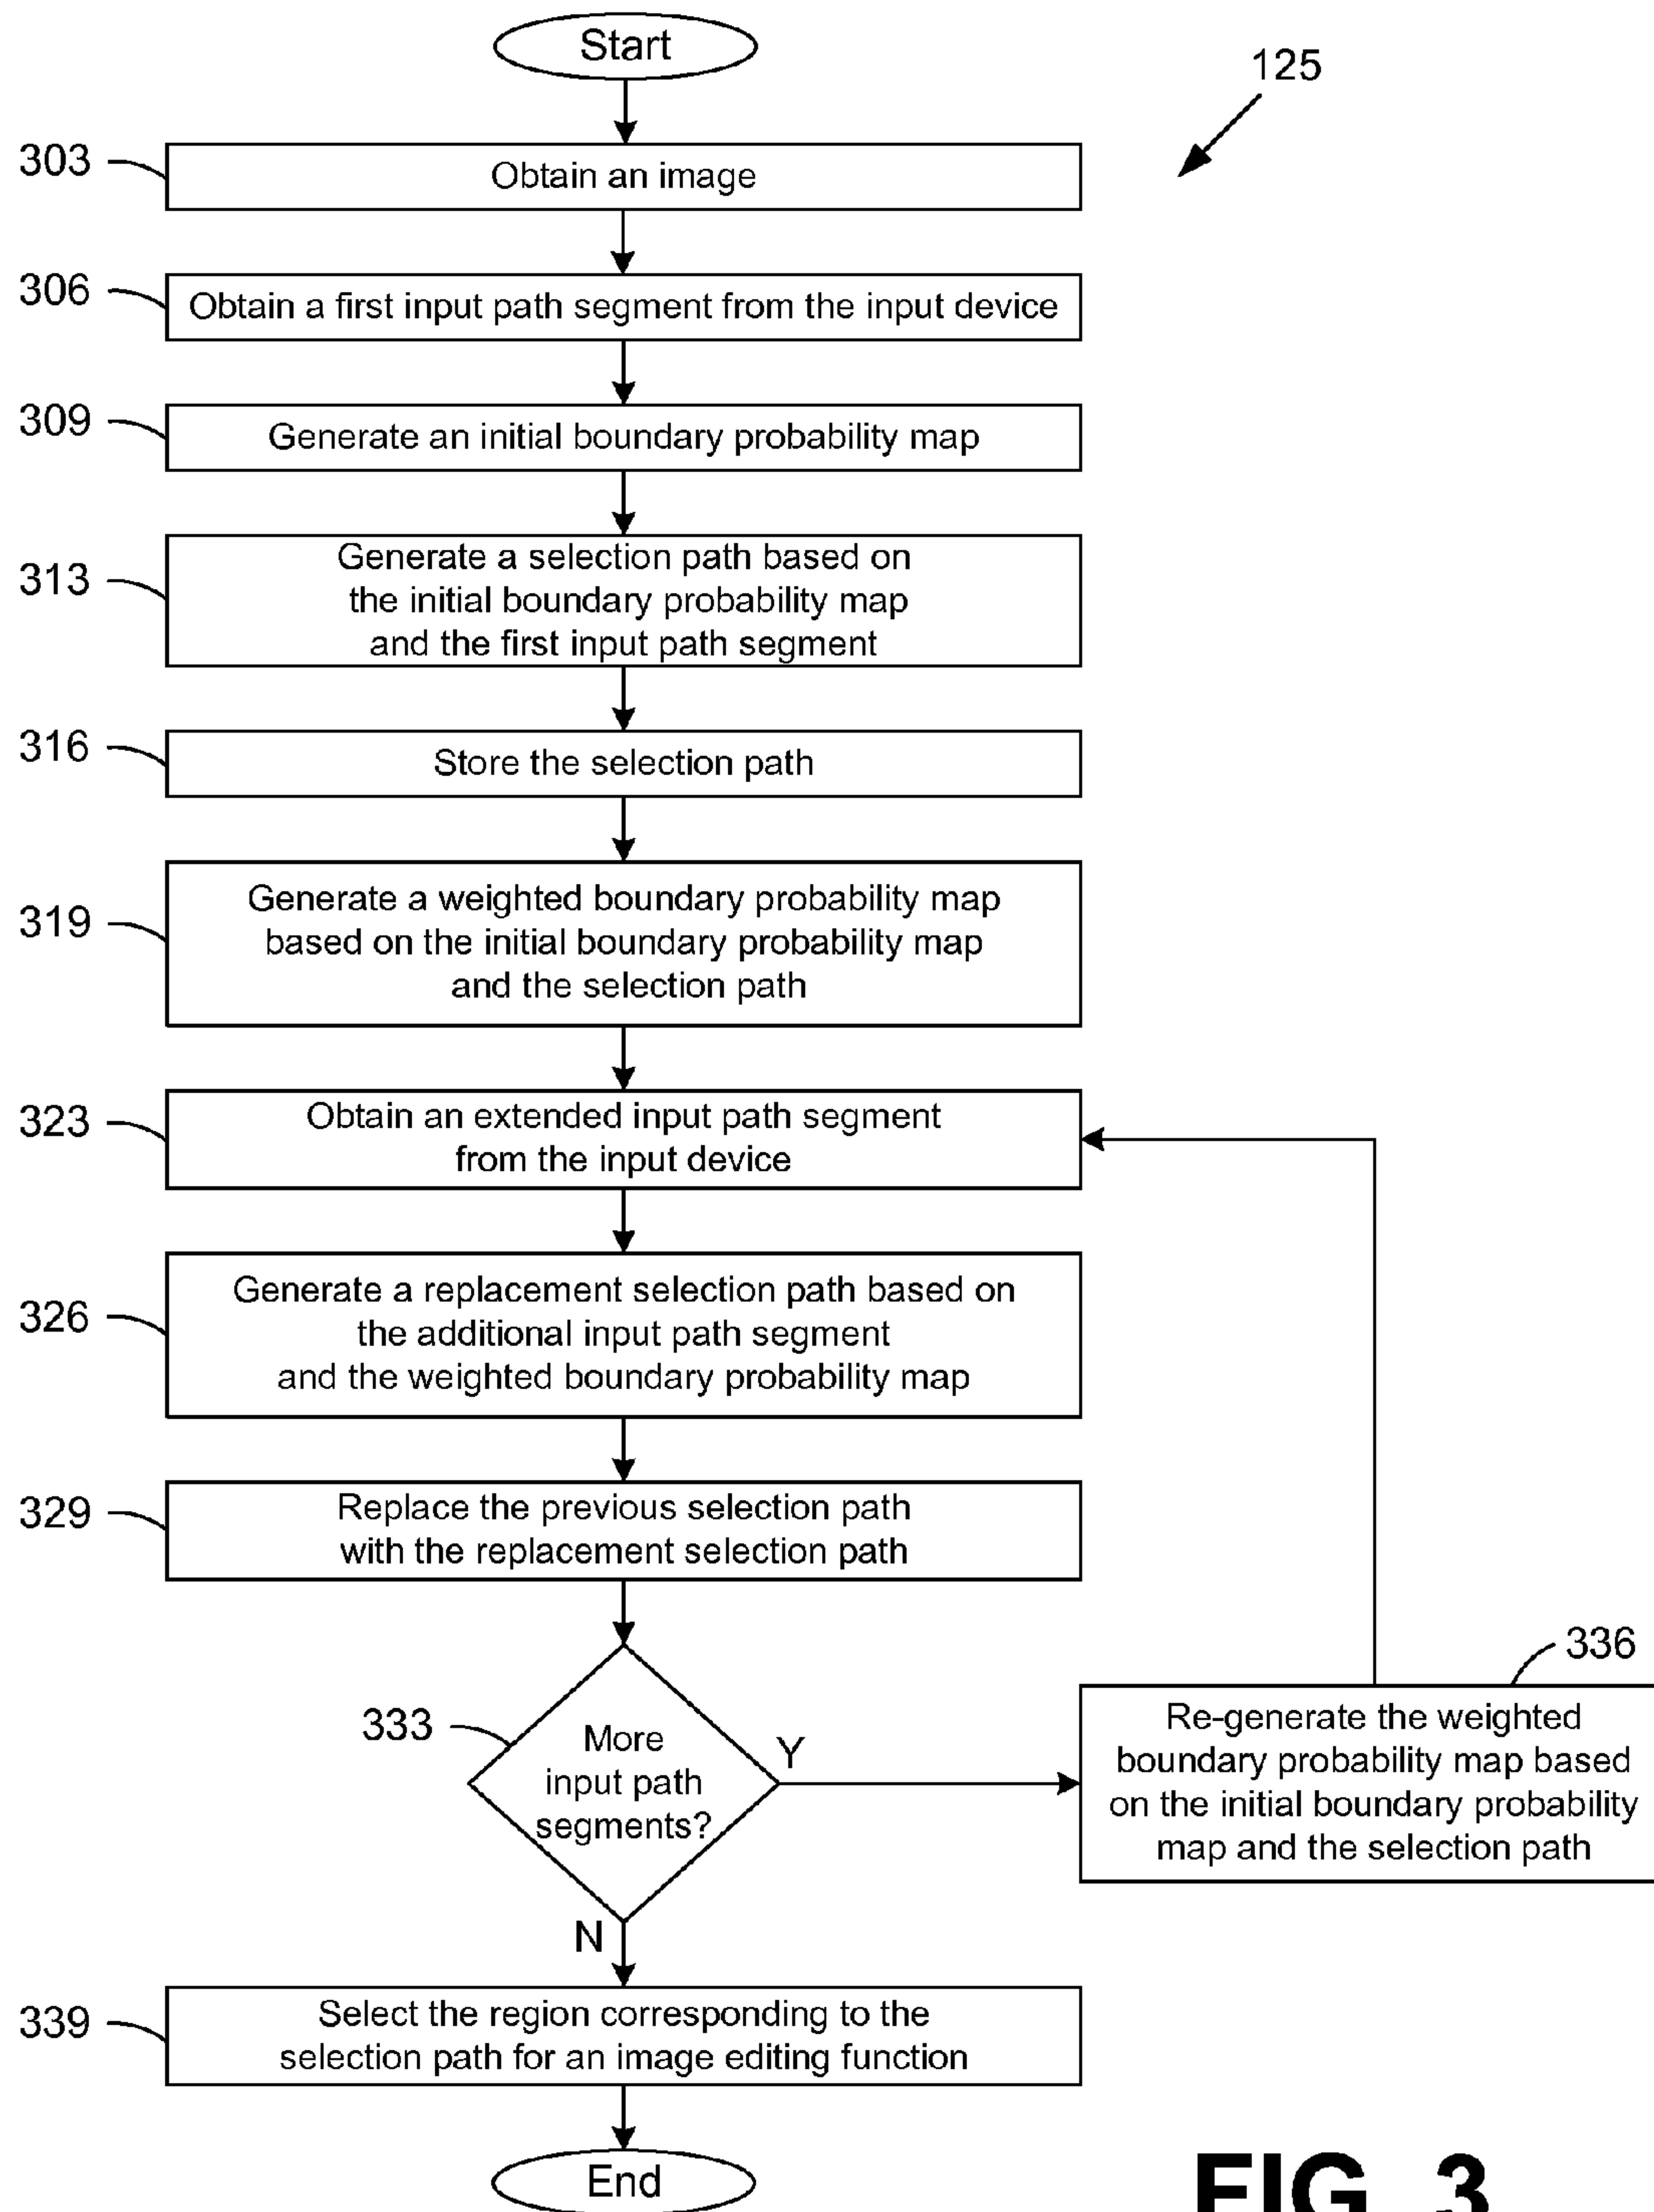 Start
125
303
Obtain an image
306
Obtain a first input path segment from the input device
309
Generate an initial boundary probability map
313
Generate a selection path based on
the initial boundary probability map
and the first input path segment
316
Store the selection path
319
Generate a weighted boundary probability map
based on the initial boundary probability map
and the selection path
323
Obtain an extended input path segment
from the input device
326
Generate a replacement selection path based on
the additional input path segment
and the weighted boundary probability map
329
Replace the previous selection path
with the replacement selection path
333
More
input path
segments?
Y
336
Re-generate the weighted
boundary probability map based
on the initial boundary probability
map and the selection path
N
339
Select the region corresponding to the
selection path for an image editing function
End
FIG. 3